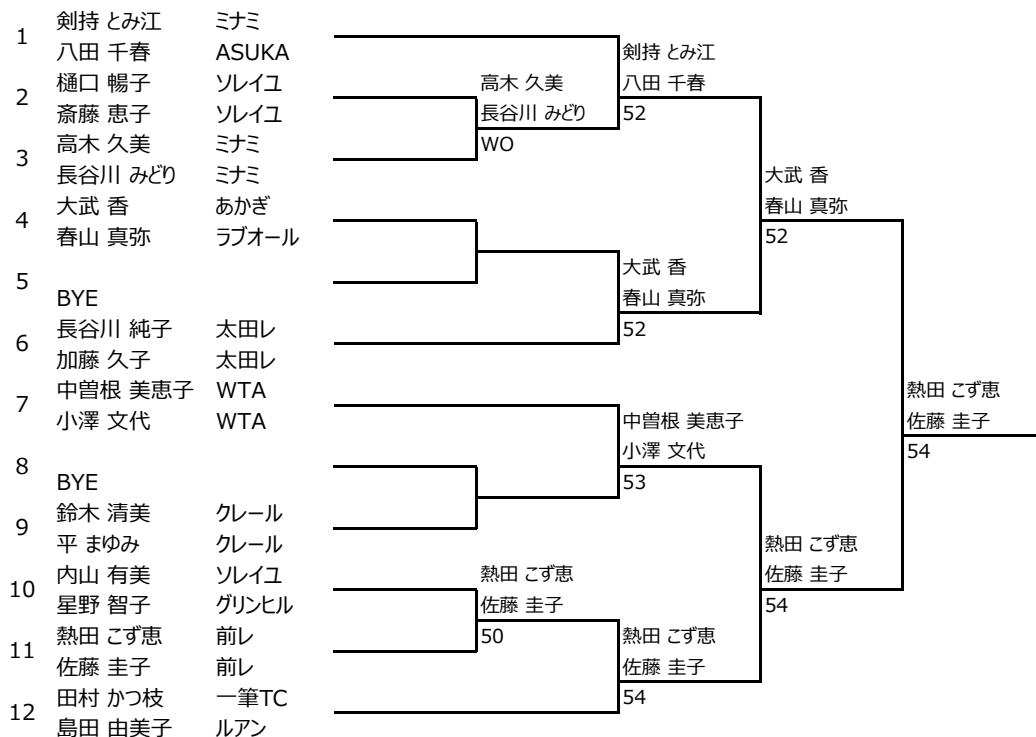 1
剣持 とみ江 ミナミ
八田 千春 ASUKA
2
樋口 暢子 ソレイユ
斎藤 恵子 ソレイユ
3
高木 久美 ミナミ
長谷川 みどり ミナミ
4
大武 香 あかぎ
春山 真弥 ラブオール
5
BYE
6
長谷川 純子 太田レ
加藤 久子 太田レ
7
中曽根 美恵子 WTA
小澤 文代 WTA
8
BYE
9
鈴木 清美 クレール
平 まゆみ クレール
10
内山 有美 ソレイユ
星野 智子 グリンヒル
11
熱田 こず恵 前レ
佐藤 圭子 前レ
12
田村 かつ枝 一筆TC
島田 由美子 ルアン
高木 久美
長谷川 みどり
WO
熱田 こず恵
佐藤 圭子
50
剣持 とみ江
八田 千春
52
大武 香
春山 真弥
52
中曽根 美恵子
小澤 文代
53
熱田 こず恵
佐藤 圭子
54
大武 香
春山 真弥
52
熱田 こず恵
佐藤 圭子
54
熱田 こず恵
佐藤 圭子
54